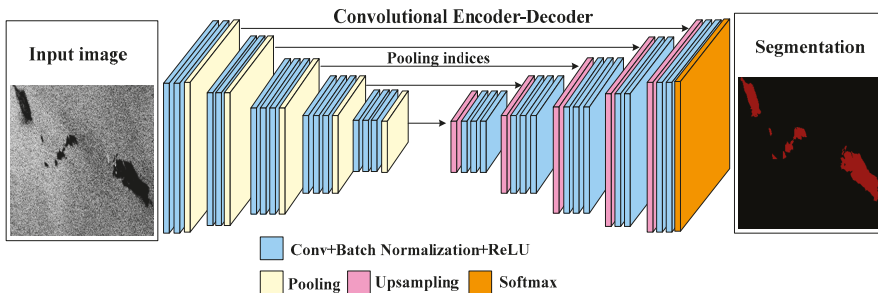 Convolutional Encoder-Decoder
Input image
Pooling indices
Segmentation
Conv+Batch Normalization+ReLU
Pooling
Upsampling
Softmax